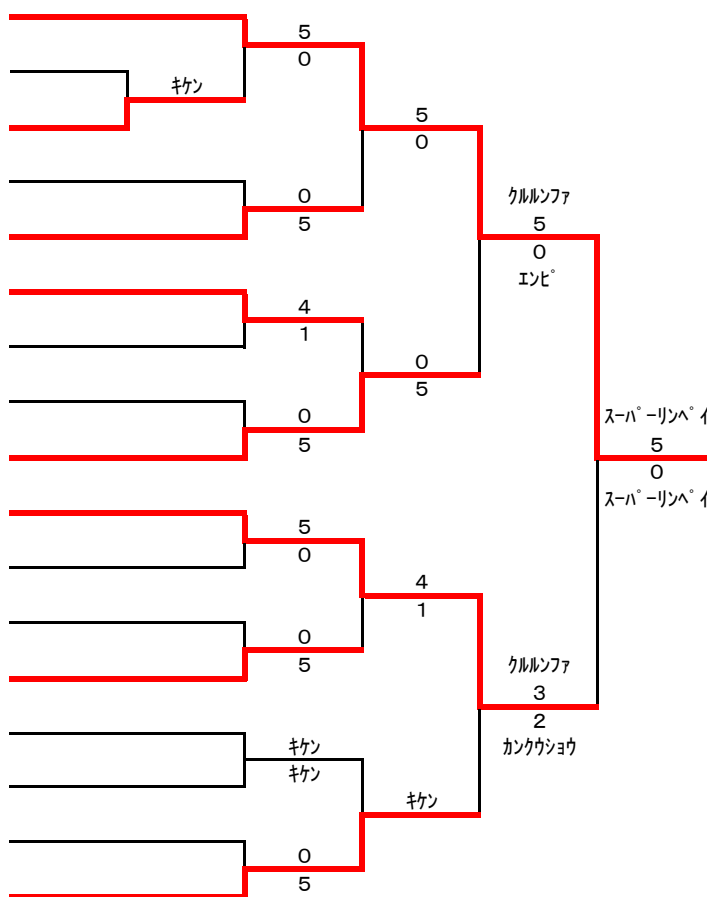 5
0
ｷｹﾝ
5
0
0
5
ｸﾙﾙﾝﾌｧ
5
0
ｴﾝﾋﾟ
4
1
0
5
0
5
ｽｰﾊﾟｰﾘﾝﾍﾟｲ
5
0
ｽｰﾊﾟｰﾘﾝﾍﾟｲ
5
0
4
1
0
5
ｸﾙﾙﾝﾌｧ
3
2
ｶﾝｸｳｼｮｳ
ｷｹﾝ
ｷｹﾝ
ｷｹﾝ
0
5